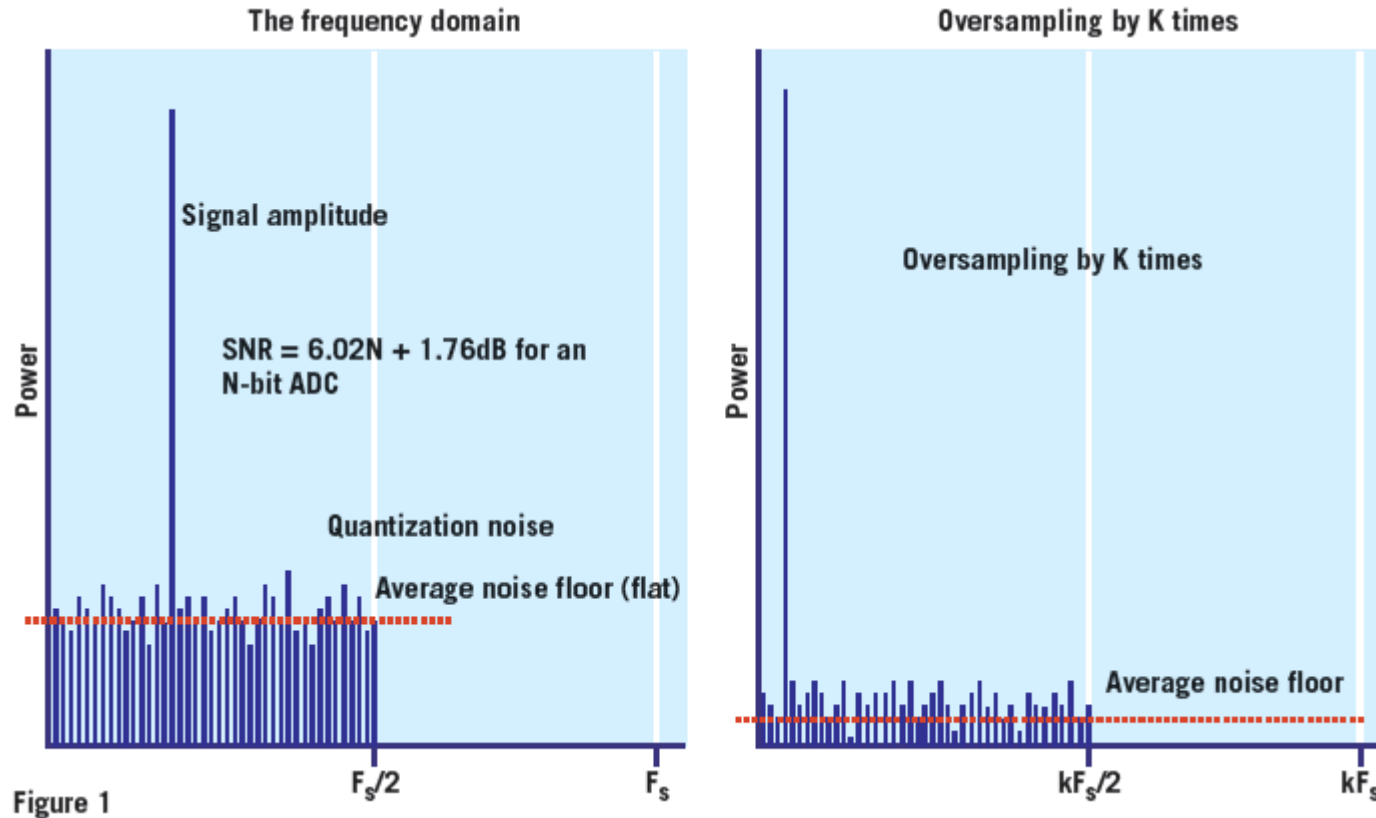 The frequency domain
Signal amplitude
SNR = 6.02N + 1.76dB for an
N-bit ADC
Quantization noise
Average noise floor (flat)
Power
Fs/2
Fs
Figure 1
Oversampling by K times
Oversampling by K times
Average noise floor
Power
kFs/2
kFs